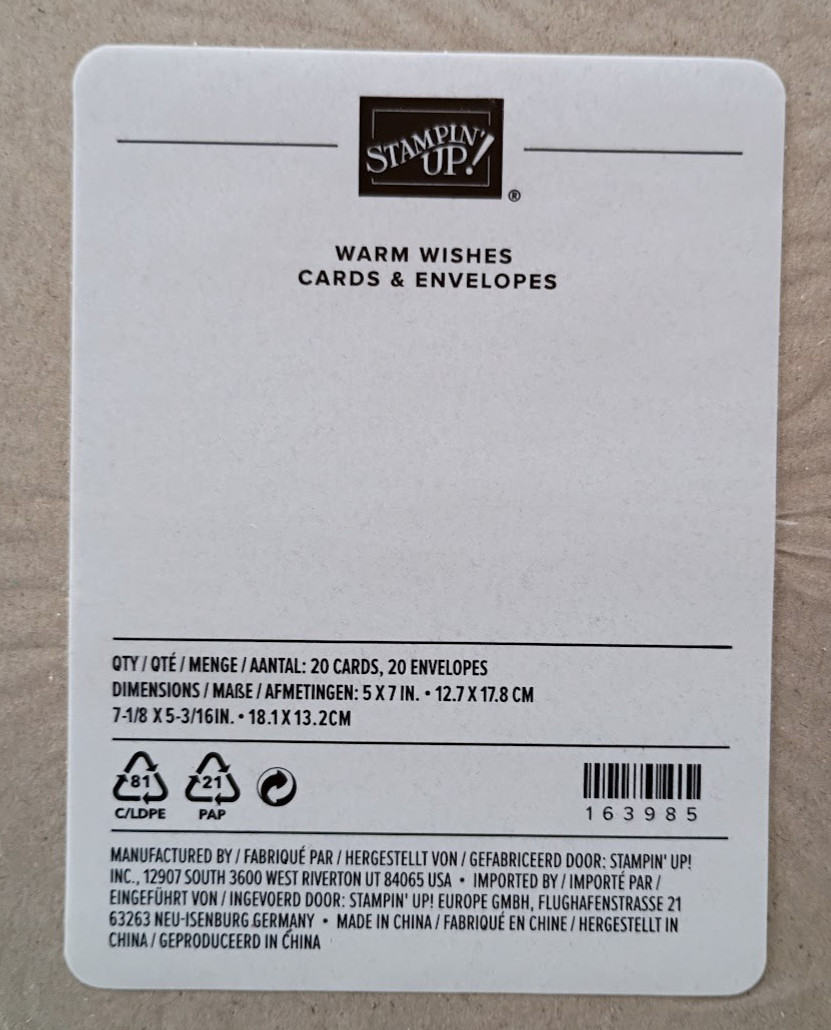 STAMPIN'
UP!
®
WARM WISHES
CARDS & ENVELOPES
QTY / QTÉ / MENGE / AANTAL: 20 CARDS, 20 ENVELOPES
DIMENSIONS / MAßE / AFMETINGEN: 5 X 7 IN. • 12.7 X 17.8 CM
7-1/8 X 5-3/16IN. • 18.1 X 13.2CM
81 21
C/LDPE PAP
163985
MANUFACTURED BY / FABRIQUÉ PAR / HERGESTELLT VON / GEFABRICEERD DOOR: STAMPIN' UP!
INC., 12907 SOUTH 3600 WEST RIVERTON UT 84065 USA • IMPORTED BY / IMPORTÉ PAR /
EINGEFÜHRT VON / INGEVOERD DOOR: STAMPIN' UP! EUROPE GMBH, FLUGHAFENSTRASSE 21
63263 NEU-ISENBURG GERMANY • MADE IN CHINA / FABRIQUÉ EN CHINE / HERGESTELLT IN
CHINA / GEPRODUCEERD IN CHINA